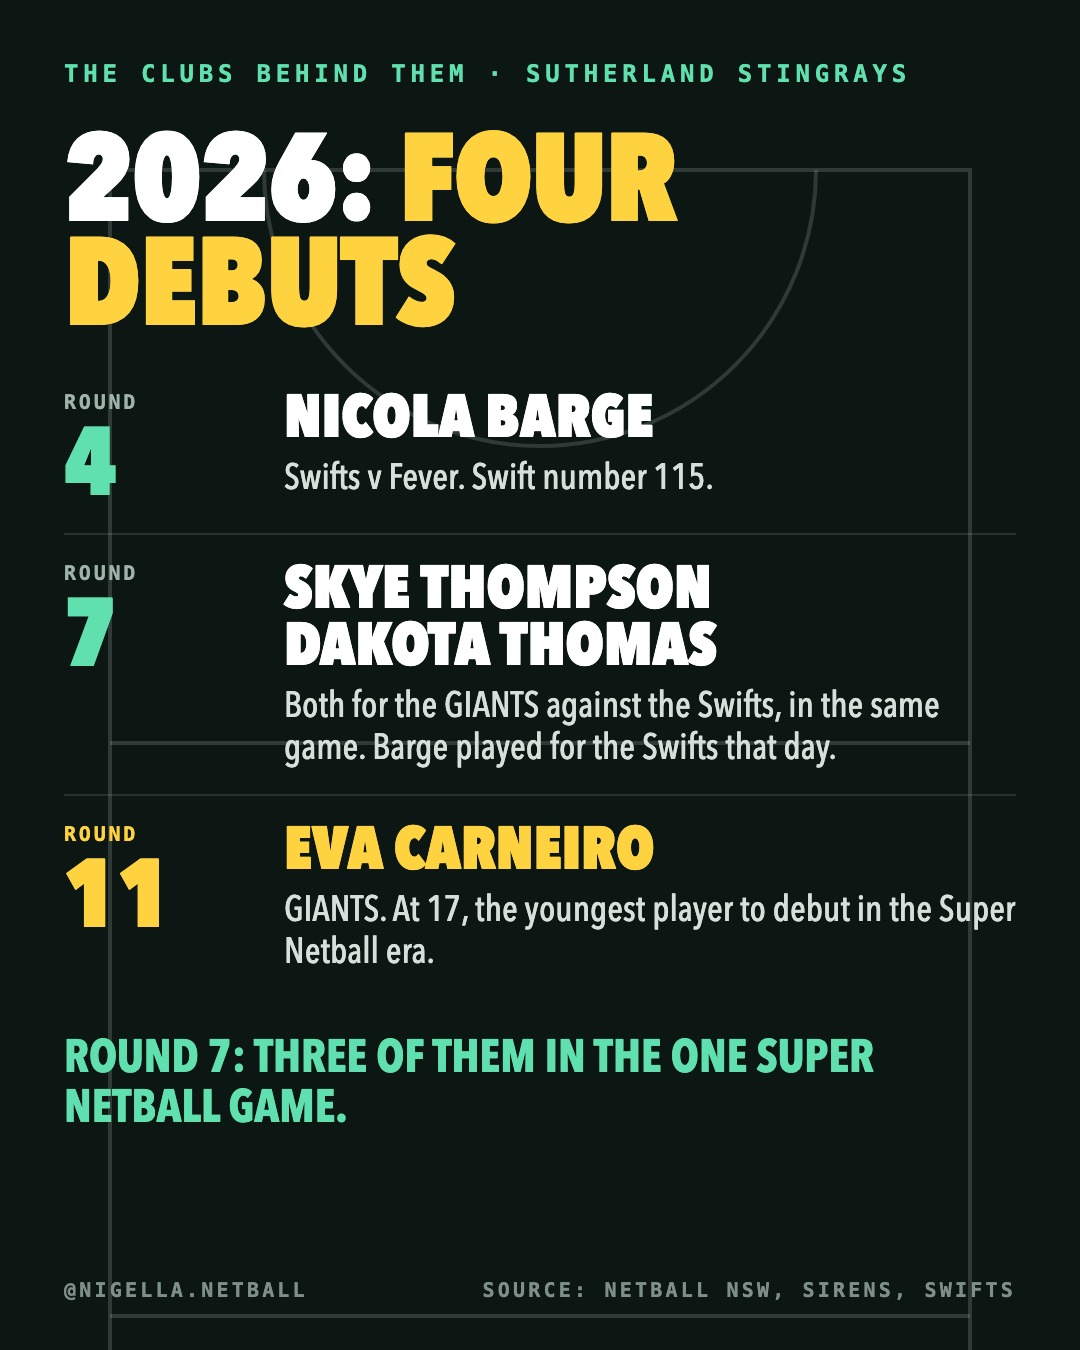 THE CLUBS BEHIND THEM · SUTHERLAND STINGRAYS
2026: FOUR
DEBUTS
ROUND
4
NICOLA BARGE
Swifts v Fever. Swift number 115.
ROUND
7
SKYE THOMPSON
DAKOTA THOMAS
Both for the GIANTS against the Swifts, in the same
game. Barge played for the Swifts that day.
ROUND
11
EVA CARNEIRO
GIANTS. At 17, the youngest player to debut in the Super
Netball era.
ROUND 7: THREE OF THEM IN THE ONE SUPER
NETBALL GAME.
@NIGELLA.NETBALL
SOURCE: NETBALL NSW, SIRENS, SWIFTS